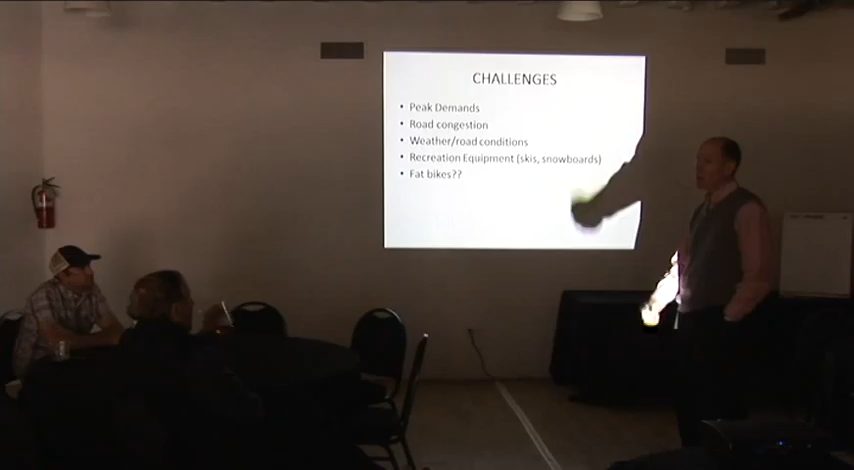 CHALLENGES
• Peak Demands
• Road congestion
• Weather/road conditions
• Recreation Equipment (skis, snowboards)
• Fat bikes??